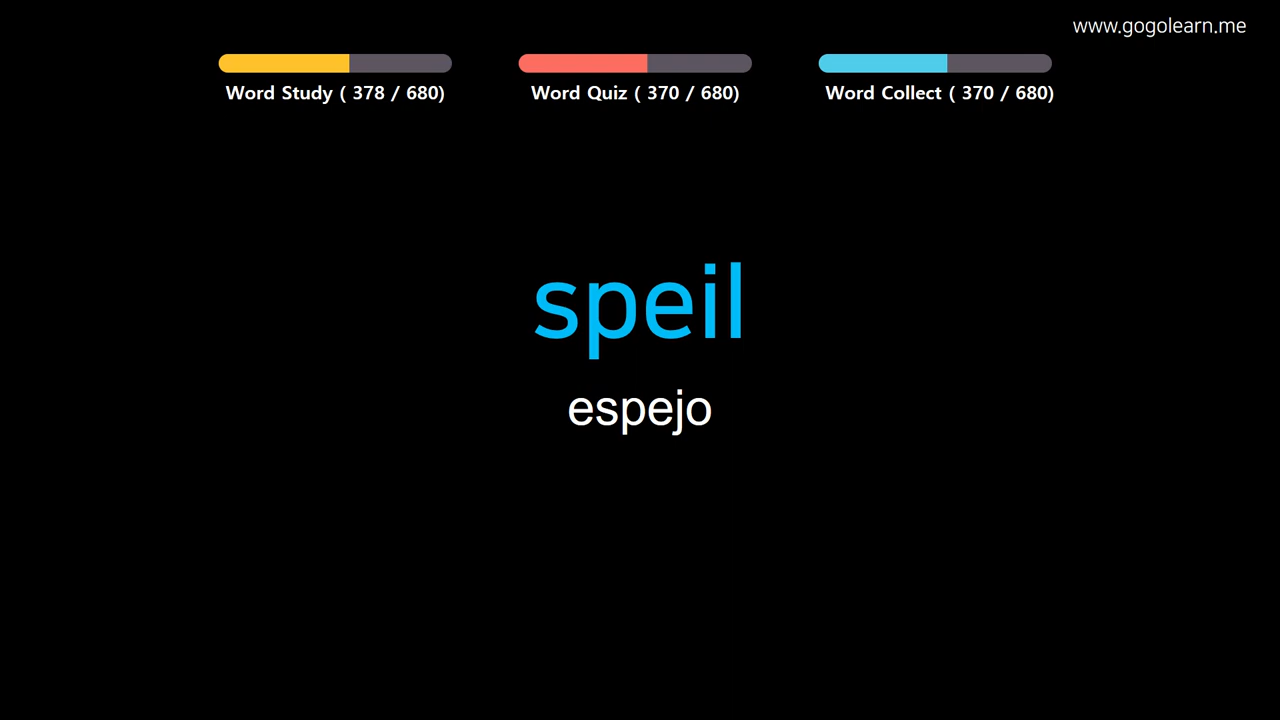 www.gogolearn.me
Word Study ( 378 / 680)
Word Quiz ( 370 / 680)
Word Collect ( 370 / 680)
speil
espejo